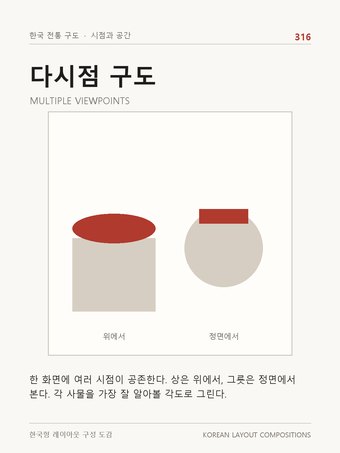 한국 전통 구도 · 시점과 공간
316
다시점 구도
MULTIPLE VIEWPOINTS
위에서
정면에서
한 화면에 여러 시점이 공존한다. 상은 위에서, 그릇은 정면에서
본다. 각 사물을 가장 잘 알아볼 각도로 그린다.
한국형 레이아웃 구성 도감
KOREAN LAYOUT COMPOSITIONS